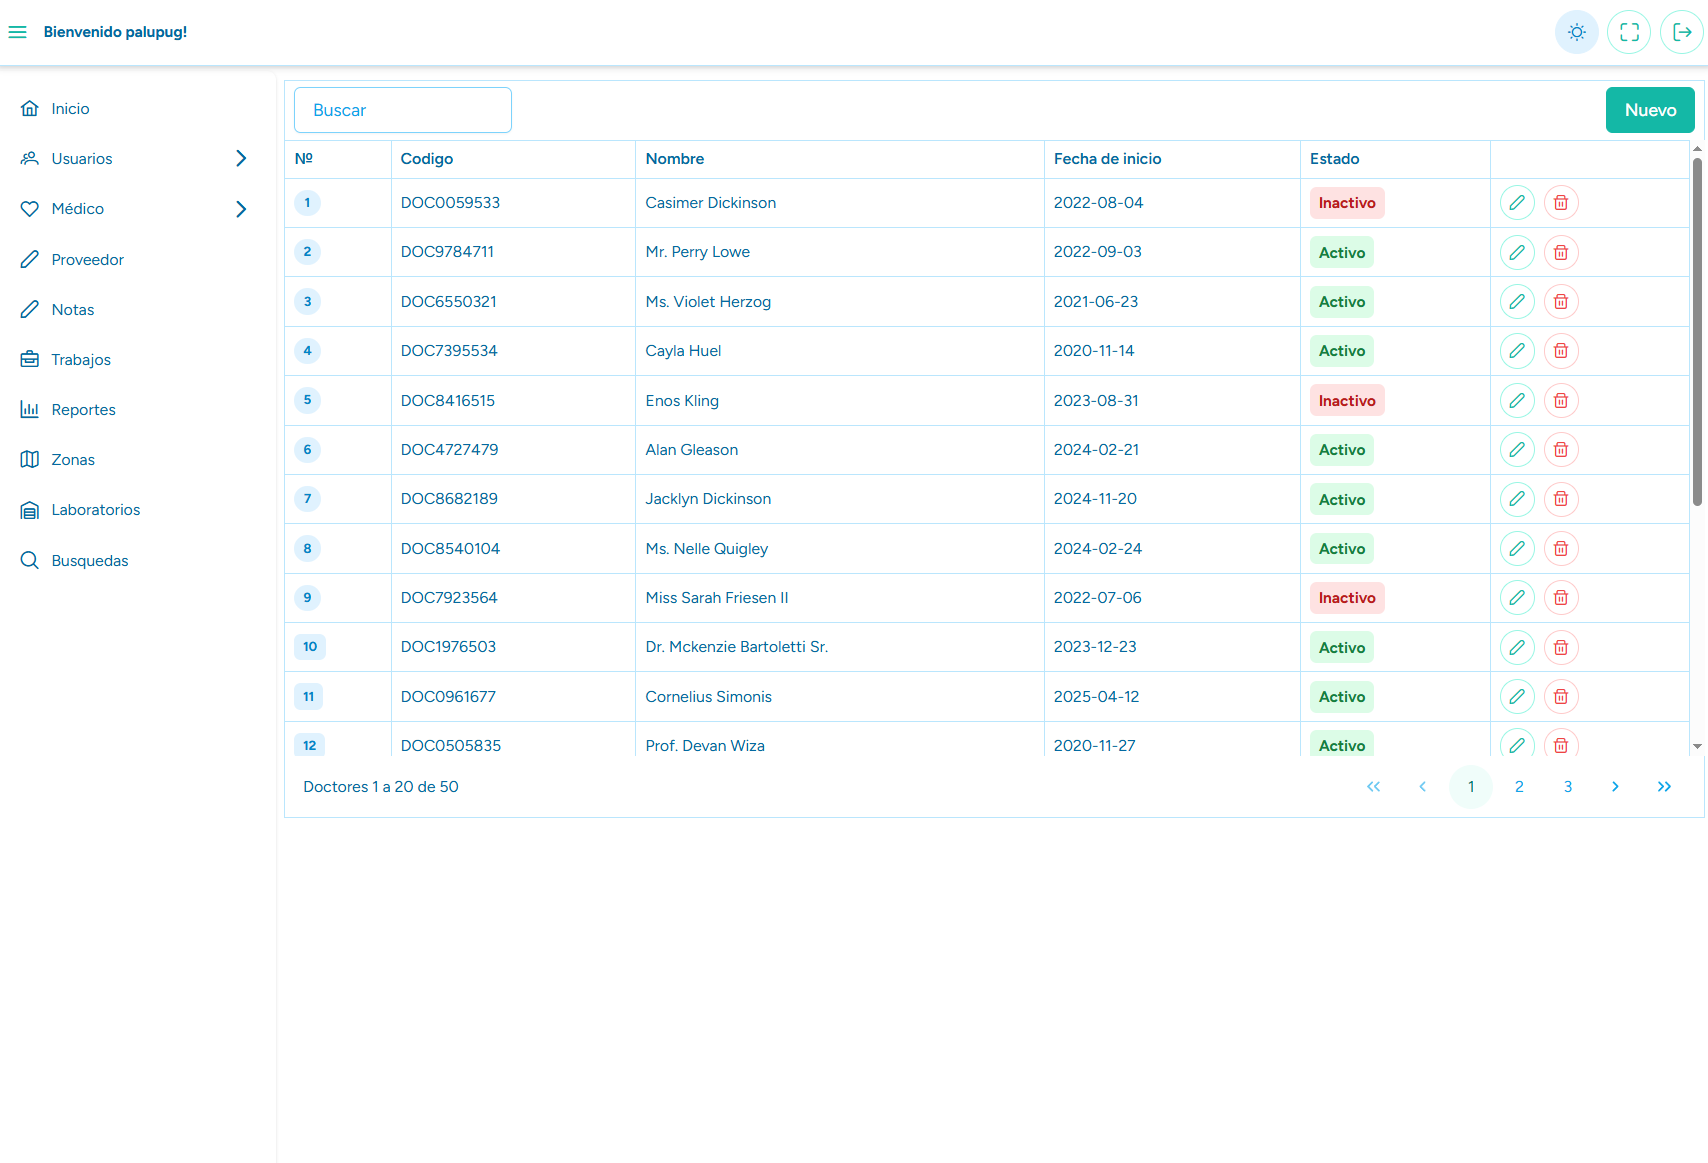 Bienvenido palupug!
Inicio
Usuarios
Médico
Proveedor
Notas
Trabajos
Reportes
Zonas
Laboratorios
Busquedas
Buscar
Nuevo
Nº Codigo Nombre Fecha de inicio Estado
1 DOC0059533 Casimer Dickinson 2022-08-04 Inactivo
2 DOC9784711 Mr. Perry Lowe 2022-09-03 Activo
3 DOC6550321 Ms. Violet Herzog 2021-06-23 Activo
4 DOC7395534 Cayla Huel 2020-11-14 Activo
5 DOC8416515 Enos Kling 2023-08-31 Inactivo
6 DOC4727479 Alan Gleason 2024-02-21 Activo
7 DOC8682189 Jacklyn Dickinson 2024-11-20 Activo
8 DOC8540104 Ms. Nelle Quigley 2024-02-24 Activo
9 DOC7923564 Miss Sarah Friesen II 2022-07-06 Inactivo
10 DOC1976503 Dr. Mckenzie Bartoletti Sr. 2023-12-23 Activo
11 DOC0961677 Cornelius Simonis 2025-04-12 Activo
12 DOC0505835 Prof. Devan Wiza 2020-11-27 Activo
Doctores 1 a 20 de 50
1 2 3